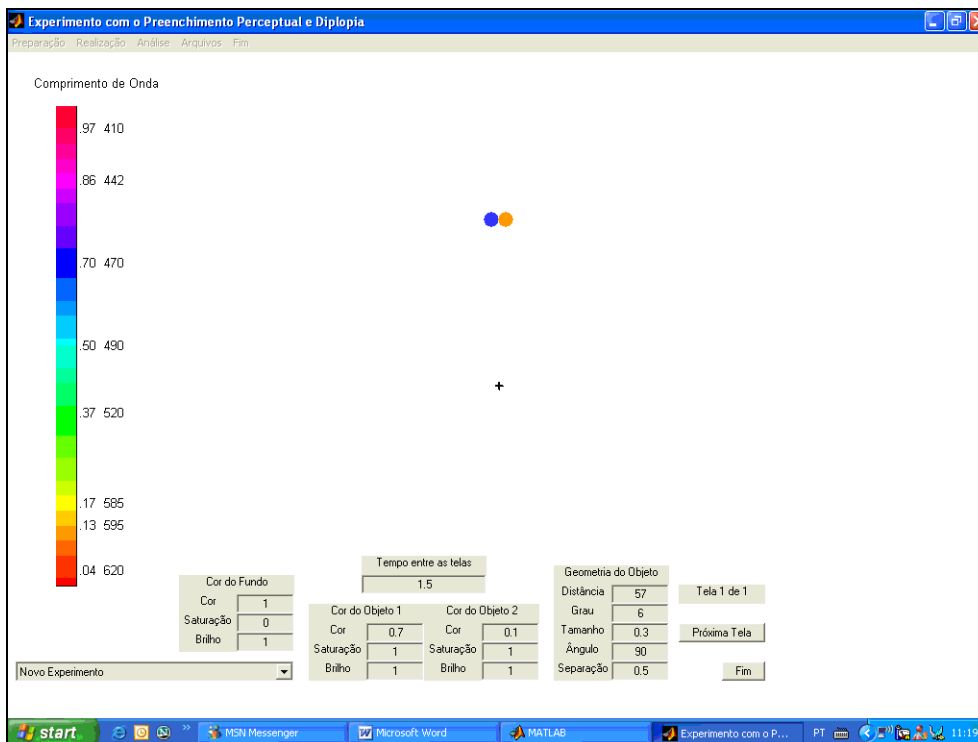 Experimento com o Preenchimento Perceptual e Diplopia
Preparação Realização Análise Arquivos Fim
Comprimento de Onda
.97 410
.86 442
.70 470
.50 490
.37 520
.17 585
.13 595
.04 620
Cor do Fundo
Cor 1
Saturação 0
Brilho 1
Tempo entre as telas
1.5
Cor do Objeto 1
Cor 0.7
Saturação 1
Brilho 1
Cor do Objeto 2
Cor 0.1
Saturação 1
Brilho 1
Geometria do Objeto
Distância 57
Grau 6
Tamanho 0.3
Ângulo 90
Separação 0.5
Tela 1 de 1
Próxima Tela
Fim
Novo Experimento
start
MSN Messenger
Microsoft Word
MATLAB
Experimento com o P...
PT